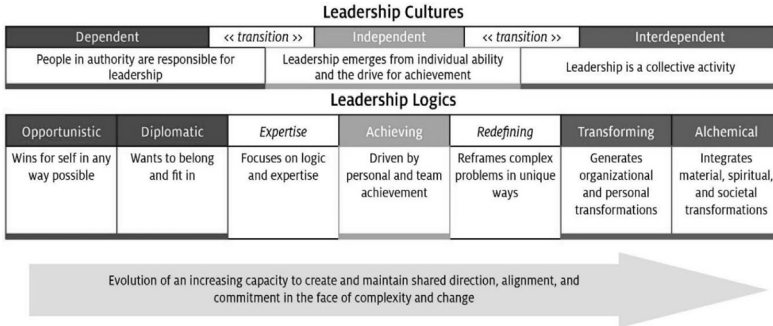 Leadership Cultures
Dependent << transition >> Independent << transition >> Interdependent
People in authority are responsible for
leadership
Leadership emerges from individual ability
and the drive for achievement
Leadership is a collective activity
Leadership Logics
Opportunistic Diplomatic Expertise Achieving Redefining Transforming Alchemical
Wins for self in any
way possible
Wants to belong
and fit in
Focuses on logic
and expertise
Driven by
personal and team
achievement
Reframes complex
problems in unique
ways
Generates
organizational
and personal
transformations
Integrates
material, spiritual,
and societal
transformations
Evolution of an increasing capacity to create and maintain shared direction, alignment, and
commitment in the face of complexity and change